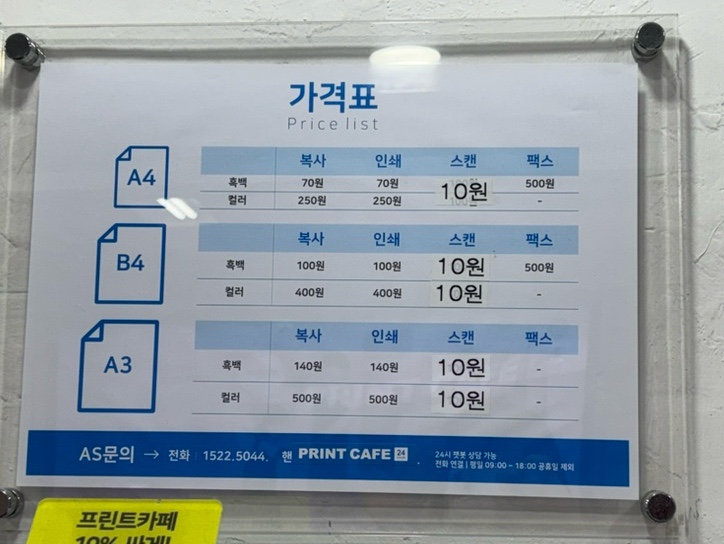 가격표
Price list
A4
복사 인쇄 스캔 팩스
흑백 70원 70원 10원 500원
컬러 250원 250원 -
B4
복사 인쇄 스캔 팩스
흑백 100원 100원 10원 500원
컬러 400원 400원 10원 -
A3
복사 인쇄 스캔 팩스
흑백 140원 140원 10원 -
컬러 500원 500원 10원 -
AS문의 → 전화 | 1522.5044. 핸 PRINT CAFE 24 .
24시 챗봇 상담 가능
전화 연결 | 평일 09.00 ~ 18:00 공휴일 제외
프린트카페
10% 싸게!